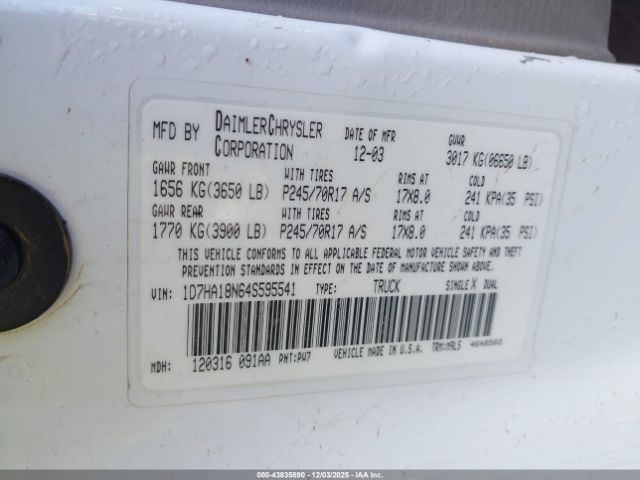 MFD BY DAIMLERCHRYSLER CORPORATION DATE OF MFR 12-03 GVWR 3017 KG(06650 LB)
GAWR FRONT WITH TIRES RIMS AT COLD
1656 KG(3650 LB) P245/70R17 A/S 17X8.0 241 KPA(35 PSI)
GAWR REAR WITH TIRES RIMS AT COLD
1770 KG(3900 LB) P245/70R17 A/S 17X8.0 241 KPA(35 PSI)
THIS VEHICLE CONFORMS TO ALL APPLICABLE FEDERAL MOTOR VEHICLE SAFETY AND THEFT
PREVENTION STANDARDS IN EFFECT ON THE DATE OF MANUFACTURE SHOWN ABOVE.
VIN: 1D7HA18N64S595541 TYPE: TRUCK SINGLE X DUAL
MDH: 120316 091AA PNT:PW7 VEHICLE MADE IN U.S.A. TRM:MAL5 4648503
000-43835890 - 12/03/2025 - IAA Inc.